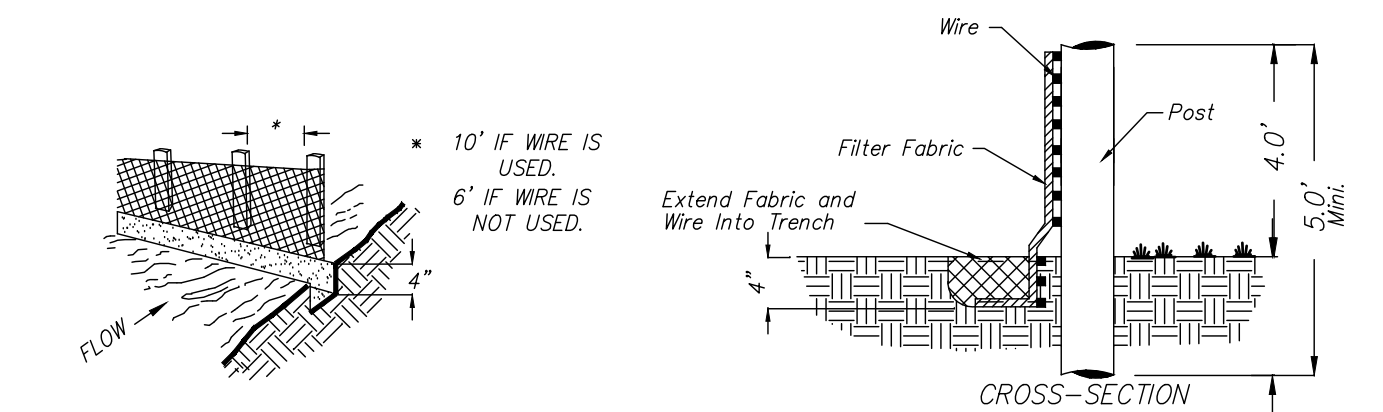 *
* 10' IF WIRE IS
USED.
6' IF WIRE IS
NOT USED.
4"
FLOW
Wire
Post
Filter Fabric
Extend Fabric and
Wire Into Trench
4"
4.0'
5.0'
Mini.
CROSS-SECTION